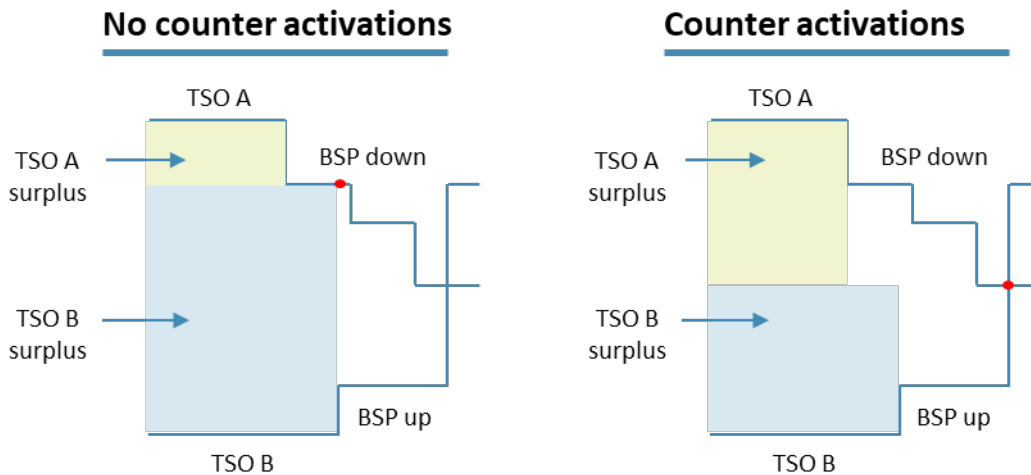 No counter activations
TSO A
TSO A
surplus
BSP down
TSO B
surplus
BSP up
TSO B
Counter activations
TSO A
TSO A
surplus
BSP down
TSO B
surplus
BSP up
TSO B